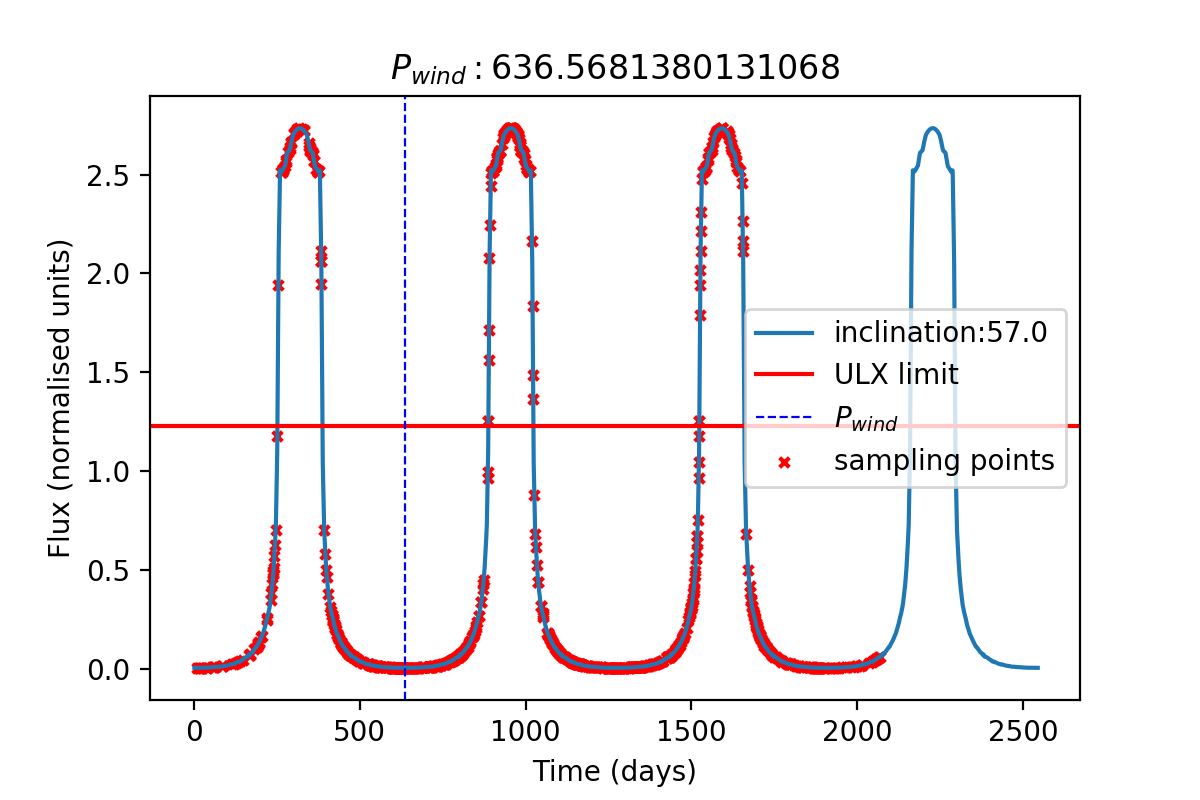 P_wind : 636.5681380131068
Flux (normalised units)
2.5
2.0
1.5
1.0
0.5
0.0
inclination:57.0
ULX limit
P_wind
sampling points
0 500 1000 1500 2000 2500
Time (days)